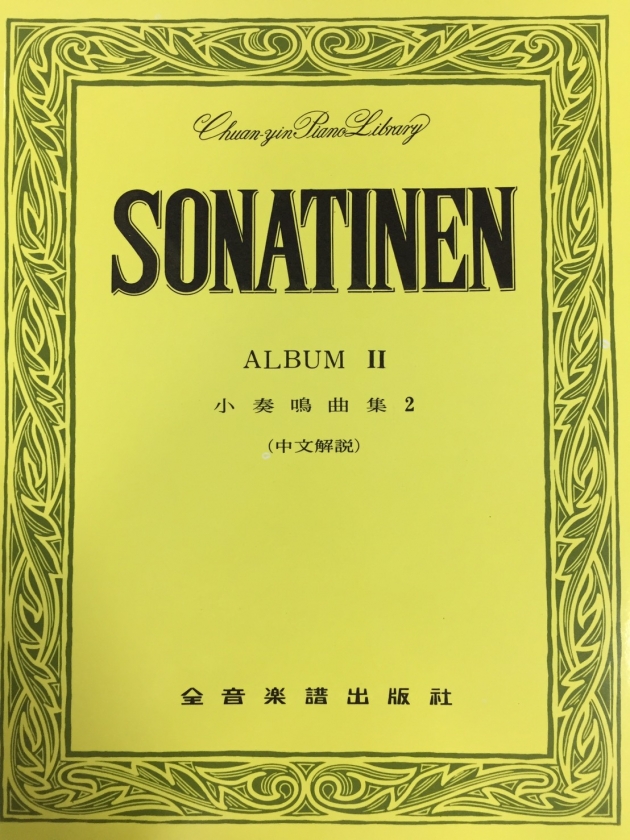 Chuan-yin Piano Library
SONATINEN
ALBUM II
小奏鳴曲集 2
(中文解説)
全音楽譜出版社